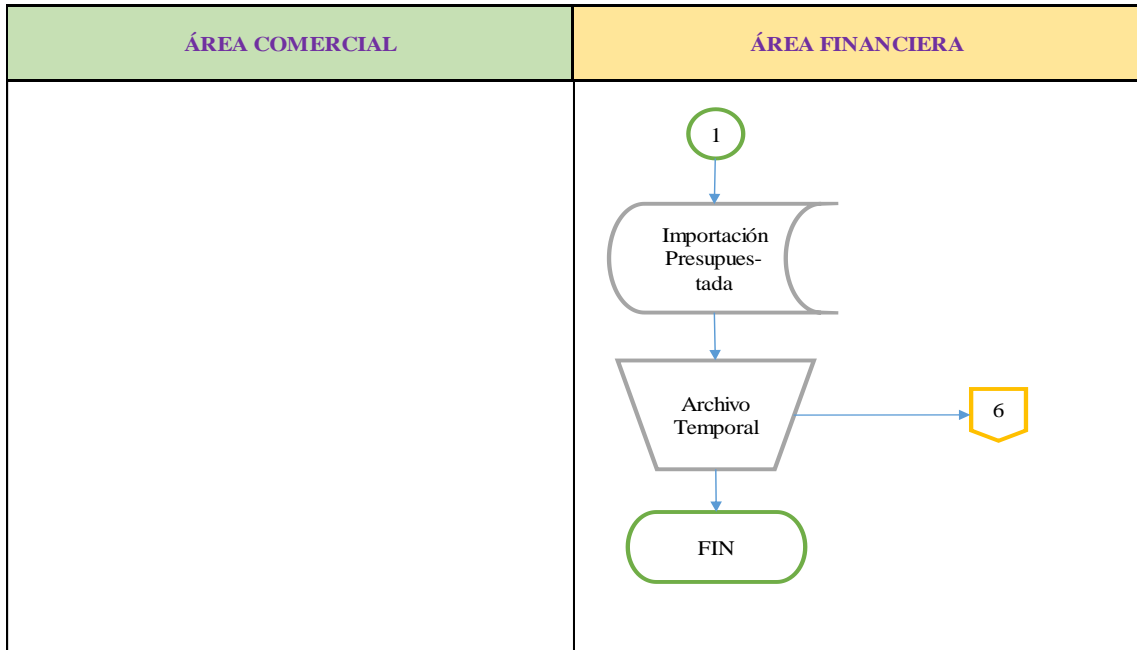 ÁREA COMERCIAL
ÁREA FINANCIERA
1
Importación
Presupues-
tada
Archivo
Temporal
6
FIN